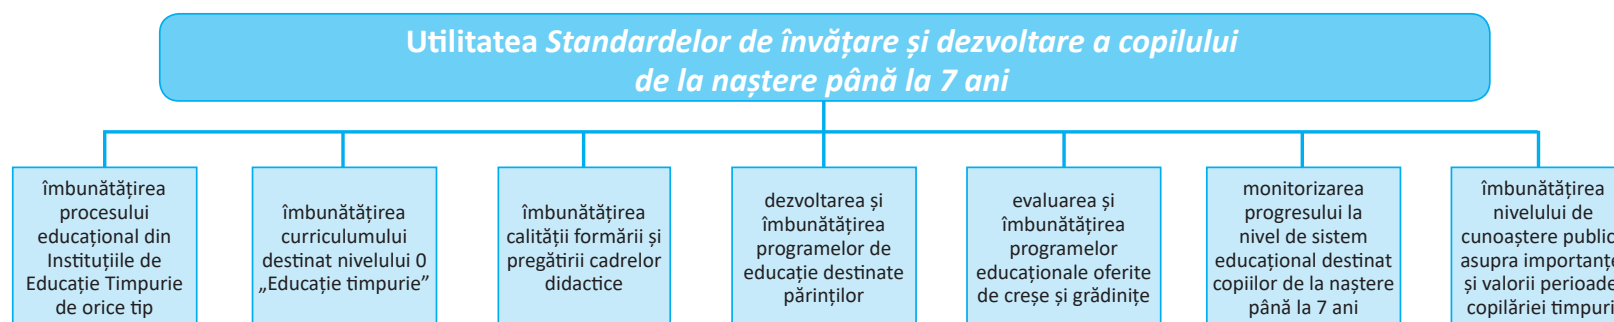 Utilitatea Standardelor de învățare și dezvoltare a copilului
de la naștere până la 7 ani
îmbunătățirea
procesului
educațional din
Instituțiile de
Educație Timpurie
de orice tip
îmbunătățirea
curriculumului
destinat nivelului 0
„Educație timpurie”
îmbunătățirea
calității formării și
pregătirii cadrelor
didactice
dezvoltarea și
îmbunătățirea
programelor de
educație destinate
părinților
evaluarea și
îmbunătățirea
programelor
educaționale oferite
de creșe și grădinițe
monitorizarea
progresului la
nivel de sistem
educațional destinat
copiilor de la naștere
până la 7 ani
îmbunătățirea
nivelului de
cunoaștere public
asupra importanțe
și valorii perioade
copilăriei timpuri